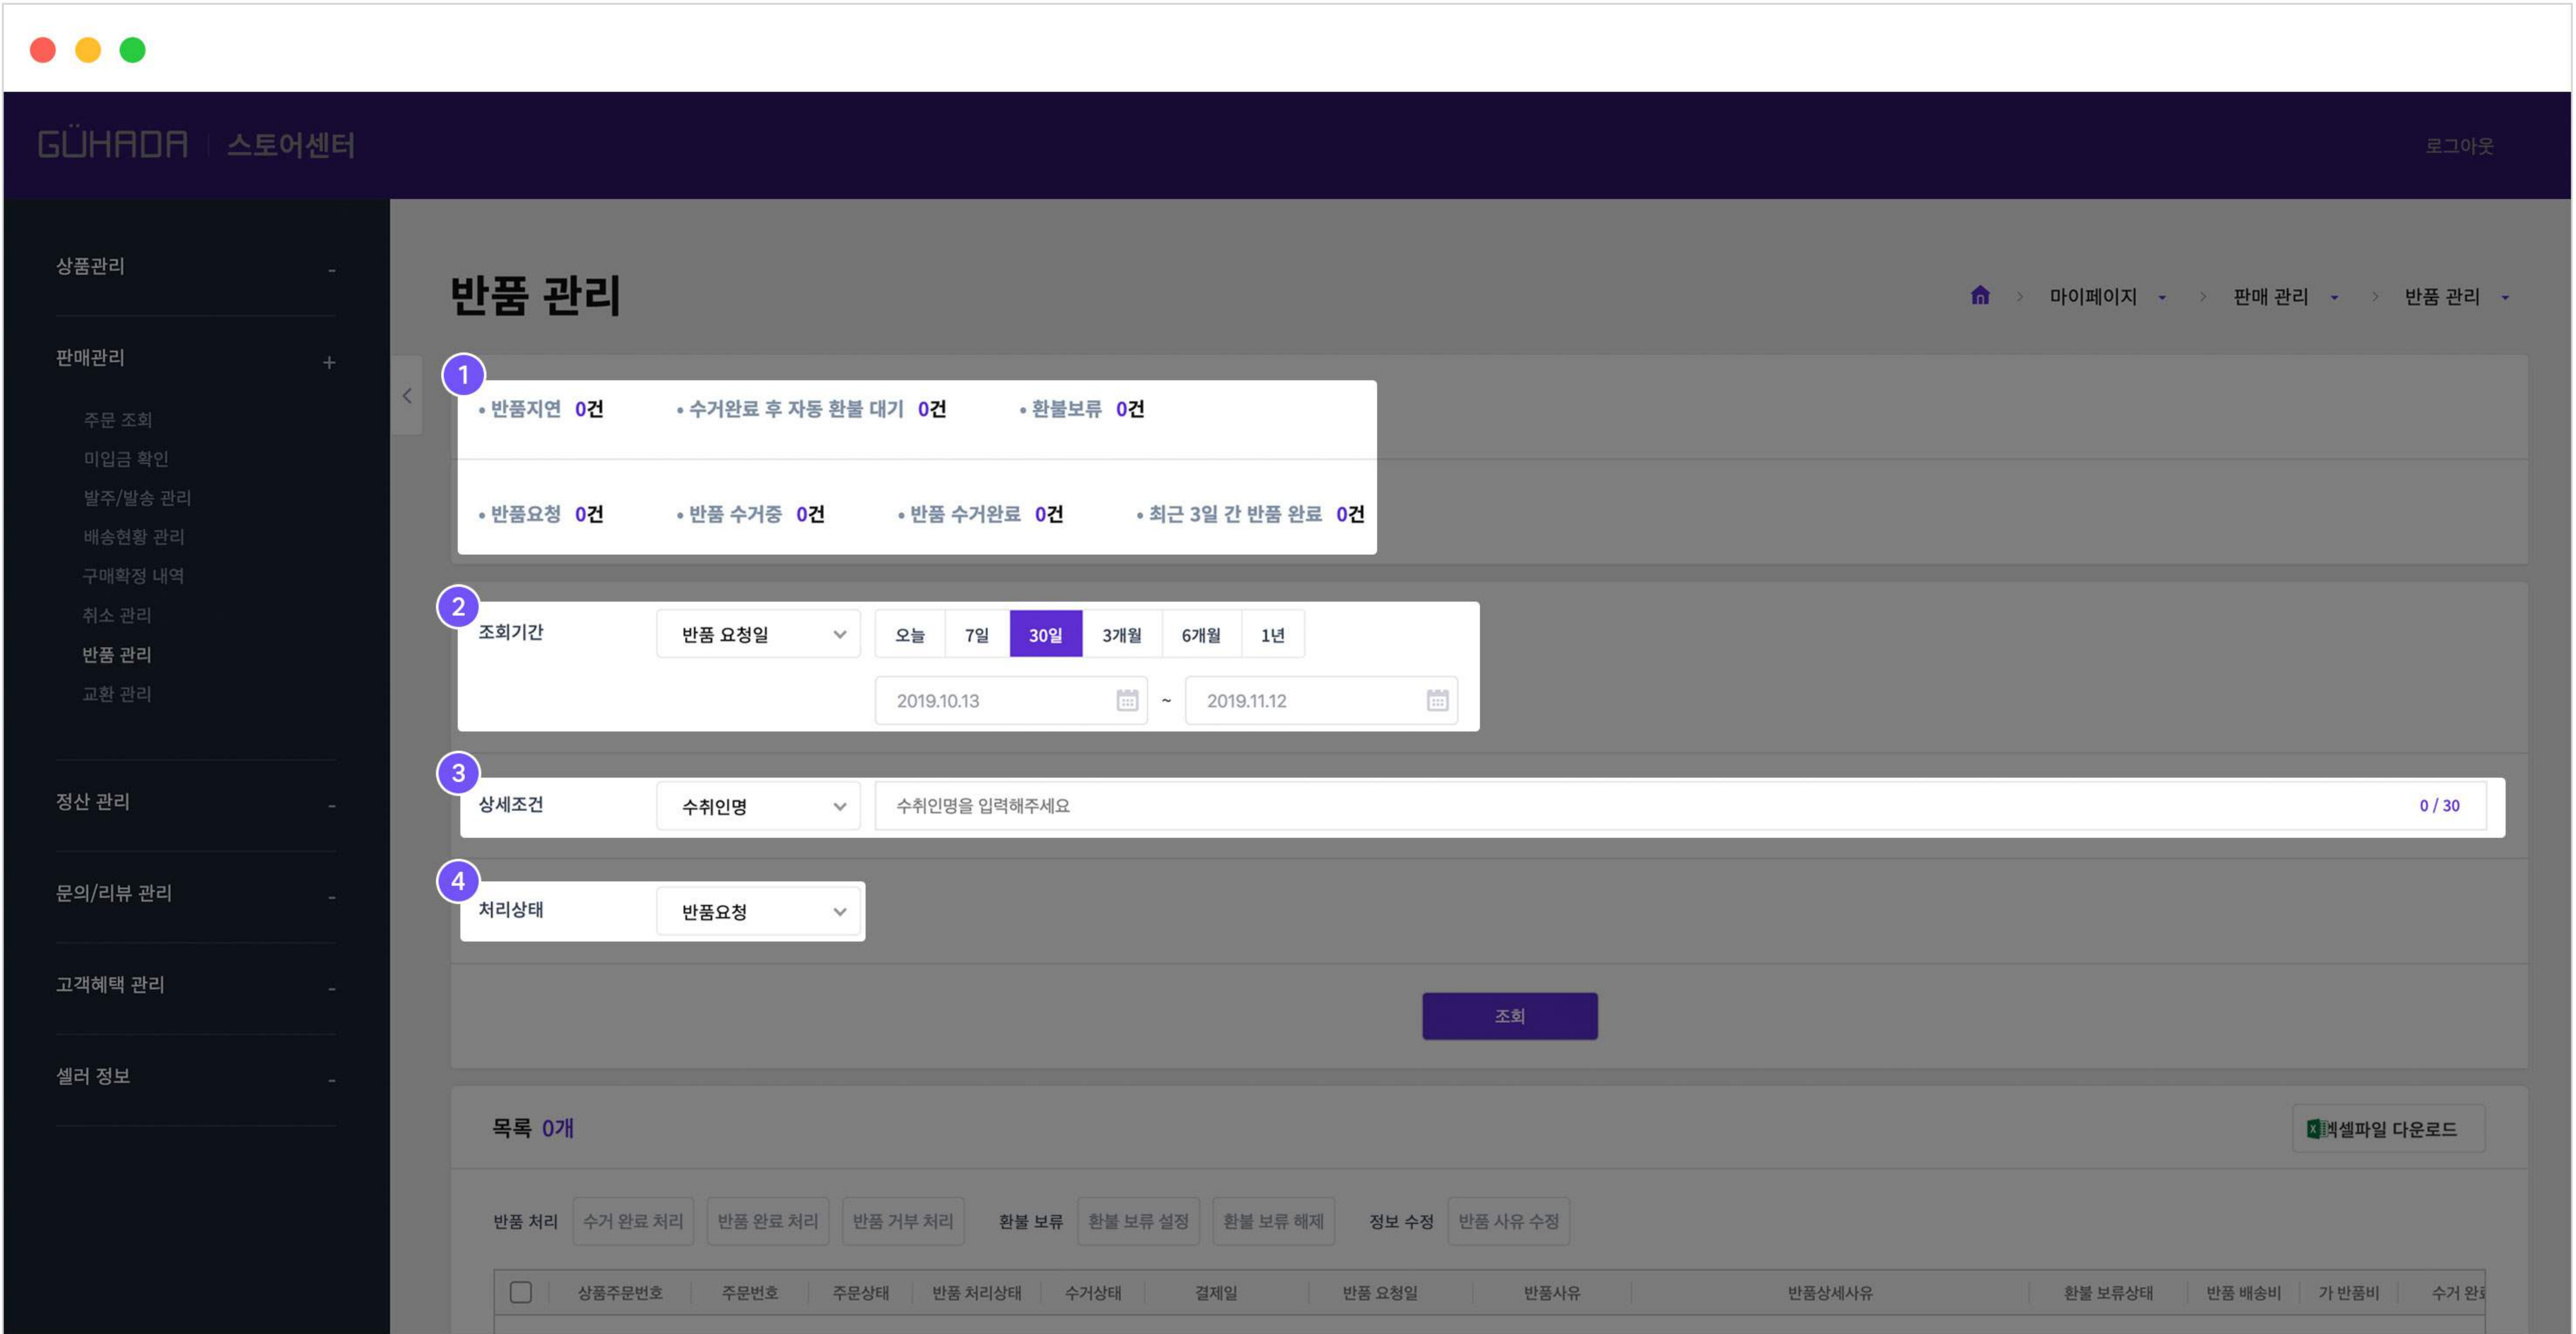 GÜHADA | 스토어센터
로그아웃
상품관리 -
판매관리 +
주문 조회
미입금 확인
발주/발송 관리
배송현황 관리
구매확정 내역
취소 관리
반품 관리
교환 관리
정산 관리 -
문의/리뷰 관리 -
고객혜택 관리 -
셀러 정보 -
반품 관리
> 마이페이지 > 판매 관리 > 반품 관리
<
1
• 반품지연 0건 • 수거완료 후 자동 환불 대기 0건 • 환불보류 0건
• 반품요청 0건 • 반품 수거중 0건 • 반품 수거완료 0건 • 최근 3일 간 반품 완료 0건
2
조회기간 반품 요청일 오늘 7일 30일 3개월 6개월 1년
2019.10.13 ~ 2019.11.12
3
상세조건 수취인명 수취인명을 입력해주세요 0 / 30
4
처리상태 반품요청
조회
목록 0개 엑셀파일 다운로드
반품 처리 수거 완료 처리 반품 완료 처리 반품 거부 처리 환불 보류 환불 보류 설정 환불 보류 해제 정보 수정 반품 사유 수정
상품주문번호 주문번호 주문상태 반품 처리상태 수거상태 결제일 반품 요청일 반품사유 반품상세사유 환불 보류상태 반품 배송비 가 반품비 수거 완료